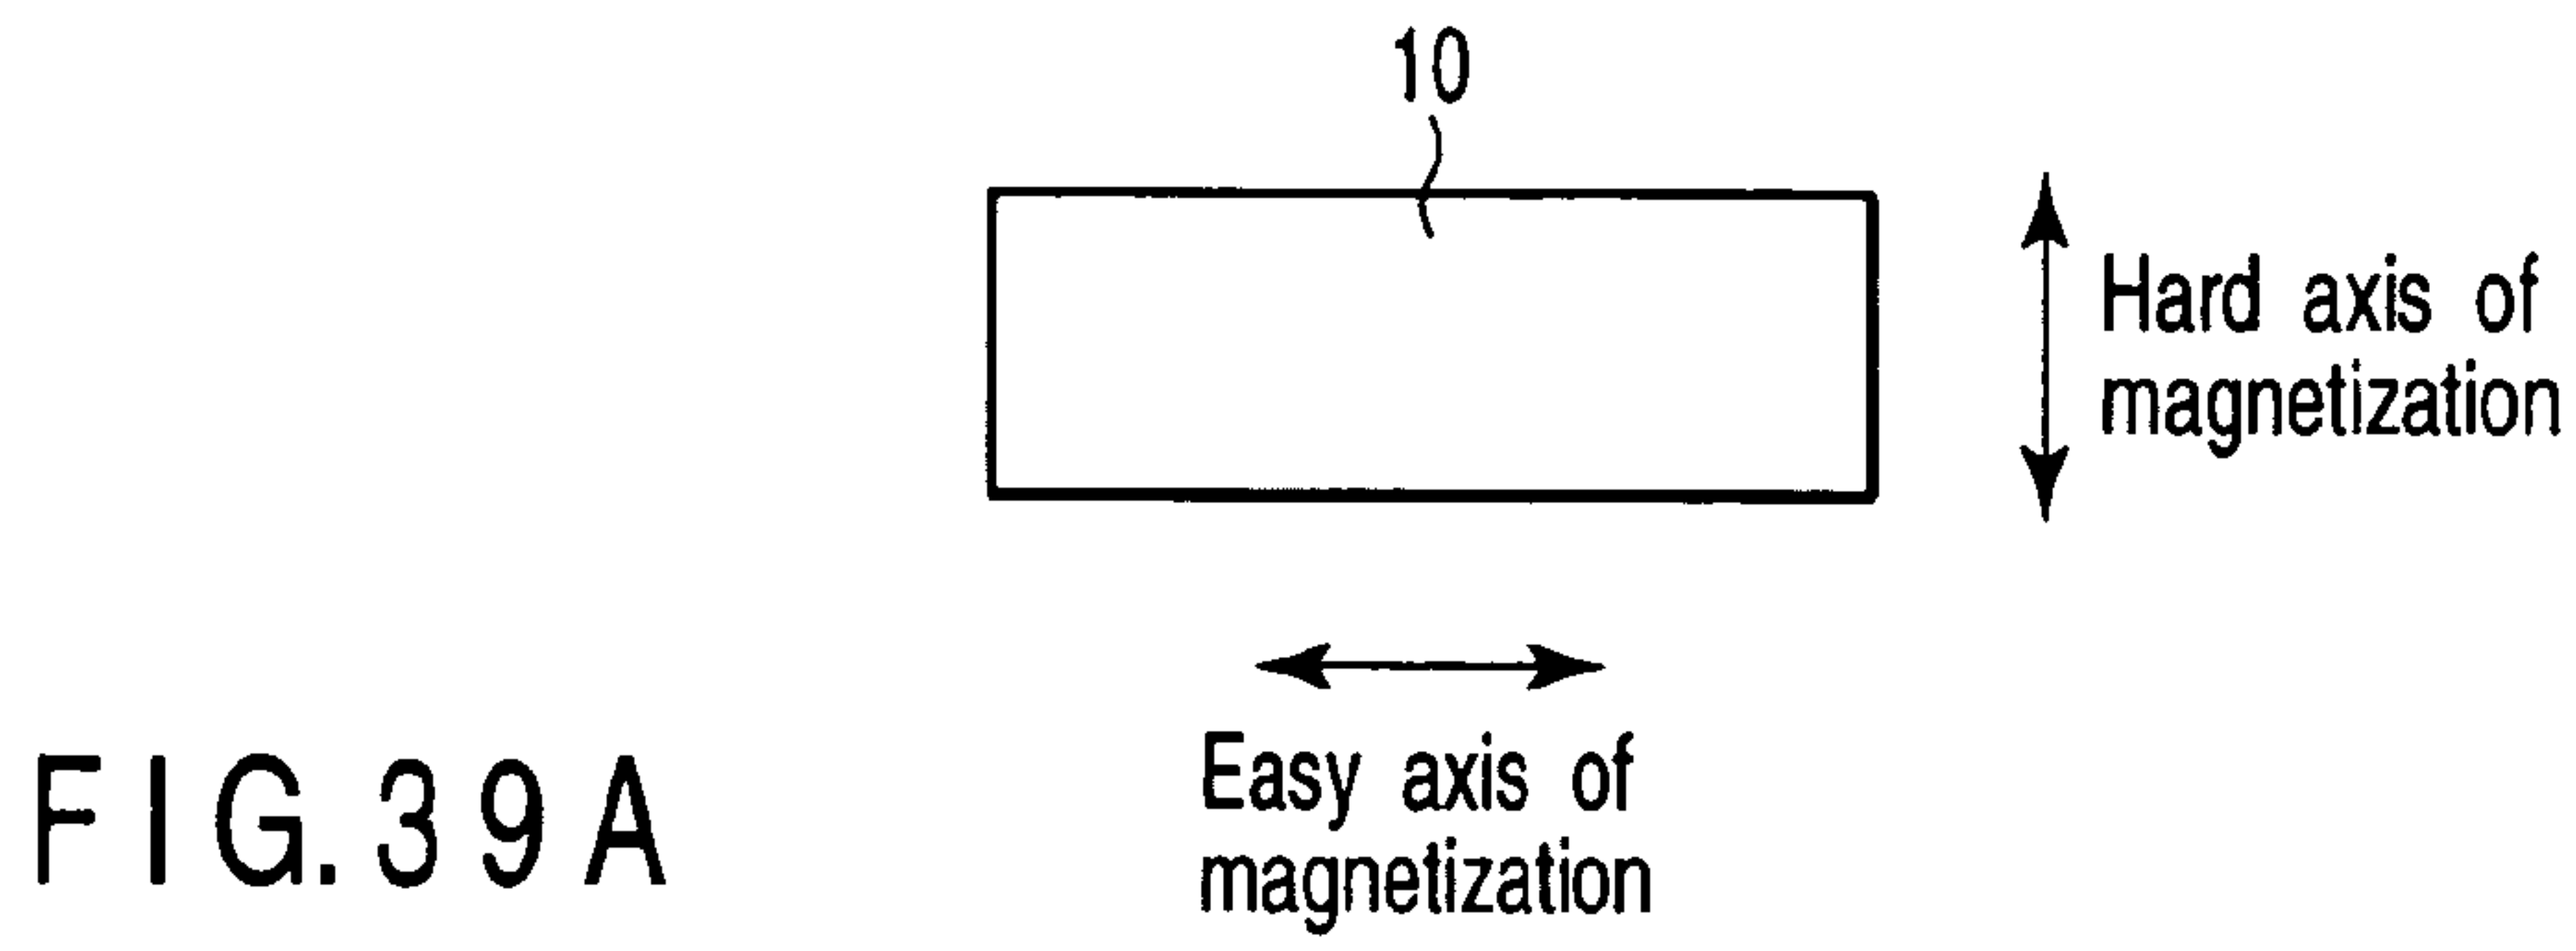 10
Hard axis of
magnetization
Easy axis of
magnetization
FIG.39A